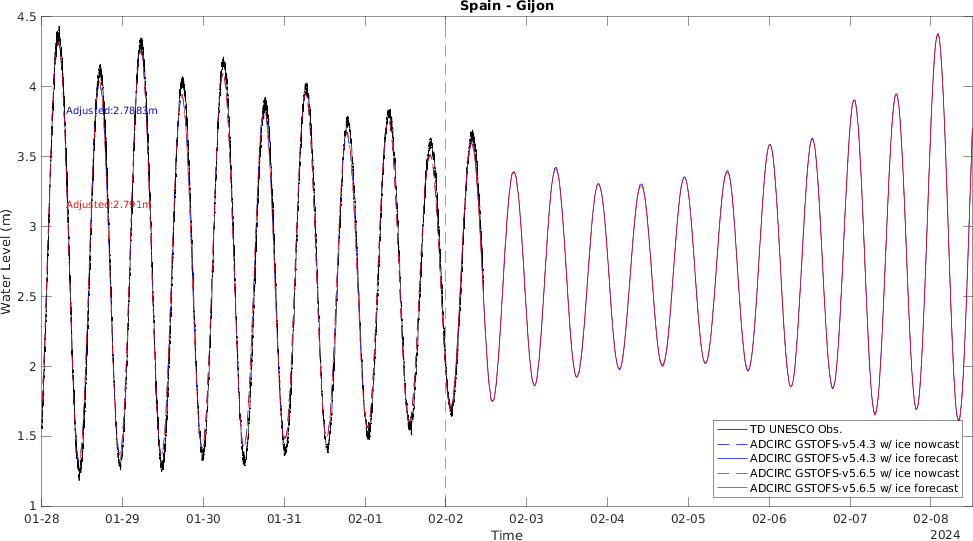 Spain - Gijon
4.5
4
3.5
3
2.5
2
1.5
1
Water Level (m)
Adjusted:2.7883m
Adjusted:2.791m
TD UNESCO Obs.
ADCIRC GSTOFS-v5.4.3 w/ ice nowcast
ADCIRC GSTOFS-v5.4.3 w/ ice forecast
ADCIRC GSTOFS-v5.6.5 w/ ice nowcast
ADCIRC GSTOFS-v5.6.5 w/ ice forecast
01-28 01-29 01-30 01-31 02-01 02-02 02-03 02-04 02-05 02-06 02-07 02-08
Time
2024